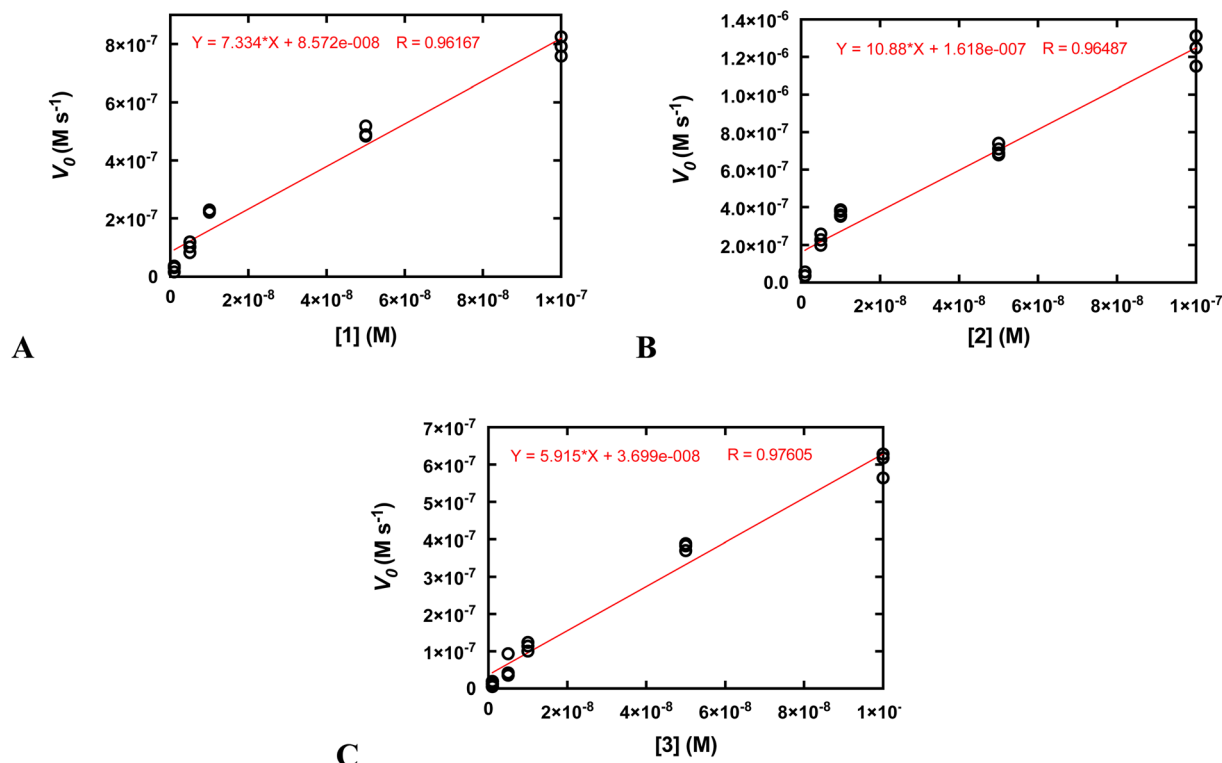 Y = 7.334*X + 8.572e-008 R = 0.96167
8×10⁻⁷
6×10⁻⁷
4×10⁻⁷
2×10⁻⁷
0
V₀ (M s⁻¹)
0 2×10⁻⁸ 4×10⁻⁸ 6×10⁻⁸ 8×10⁻⁸ 1×10⁻⁷
[1] (M)
A
Y = 10.88*X + 1.618e-007 R = 0.96487
1.4×10⁻⁶
1.2×10⁻⁶
1.0×10⁻⁶
8.0×10⁻⁷
6.0×10⁻⁷
4.0×10⁻⁷
2.0×10⁻⁷
0.0
V₀ (M s⁻¹)
0 2×10⁻⁸ 4×10⁻⁸ 6×10⁻⁸ 8×10⁻⁸ 1×10⁻⁷
[2] (M)
B
Y = 5.915*X + 3.699e-008 R = 0.97605
7×10⁻⁷
6×10⁻⁷
5×10⁻⁷
4×10⁻⁷
3×10⁻⁷
2×10⁻⁷
1×10⁻⁷
0
V₀ (M s⁻¹)
0 2×10⁻⁸ 4×10⁻⁸ 6×10⁻⁸ 8×10⁻⁸ 1×10⁻
[3] (M)
C